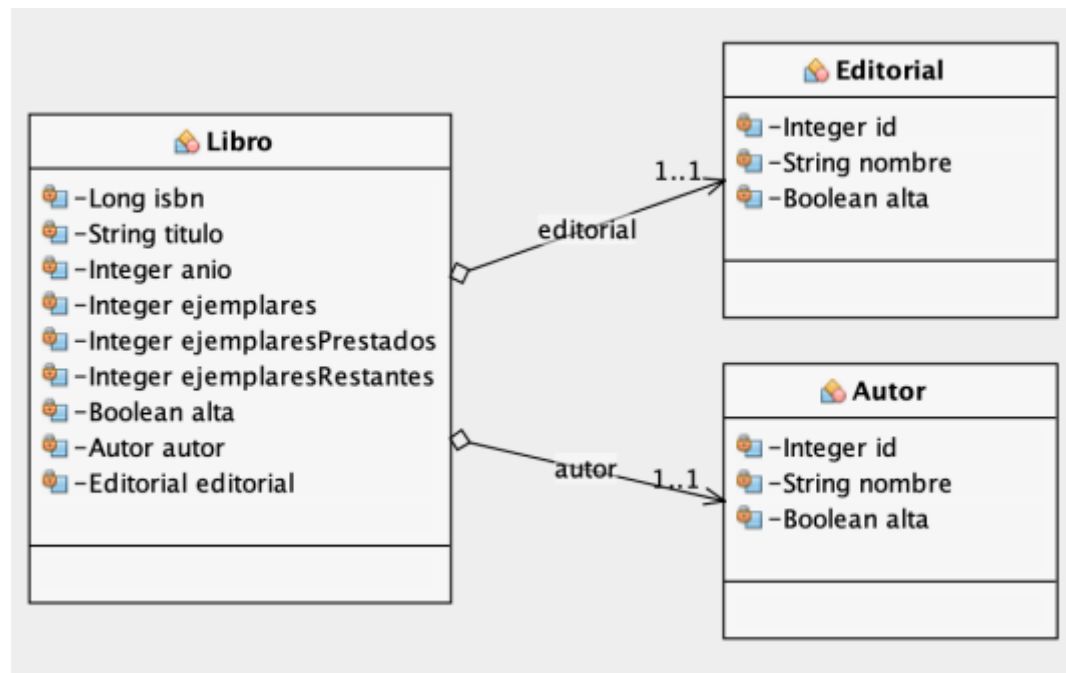 Libro
-Long isbn
-String titulo
-Integer anio
-Integer ejemplares
-Integer ejemplaresPrestados
-Integer ejemplaresRestantes
-Boolean alta
-Autor autor
-Editorial editorial
editorial
1..1
autor
1..1
Editorial
-Integer id
-String nombre
-Boolean alta
Autor
-Integer id
-String nombre
-Boolean alta